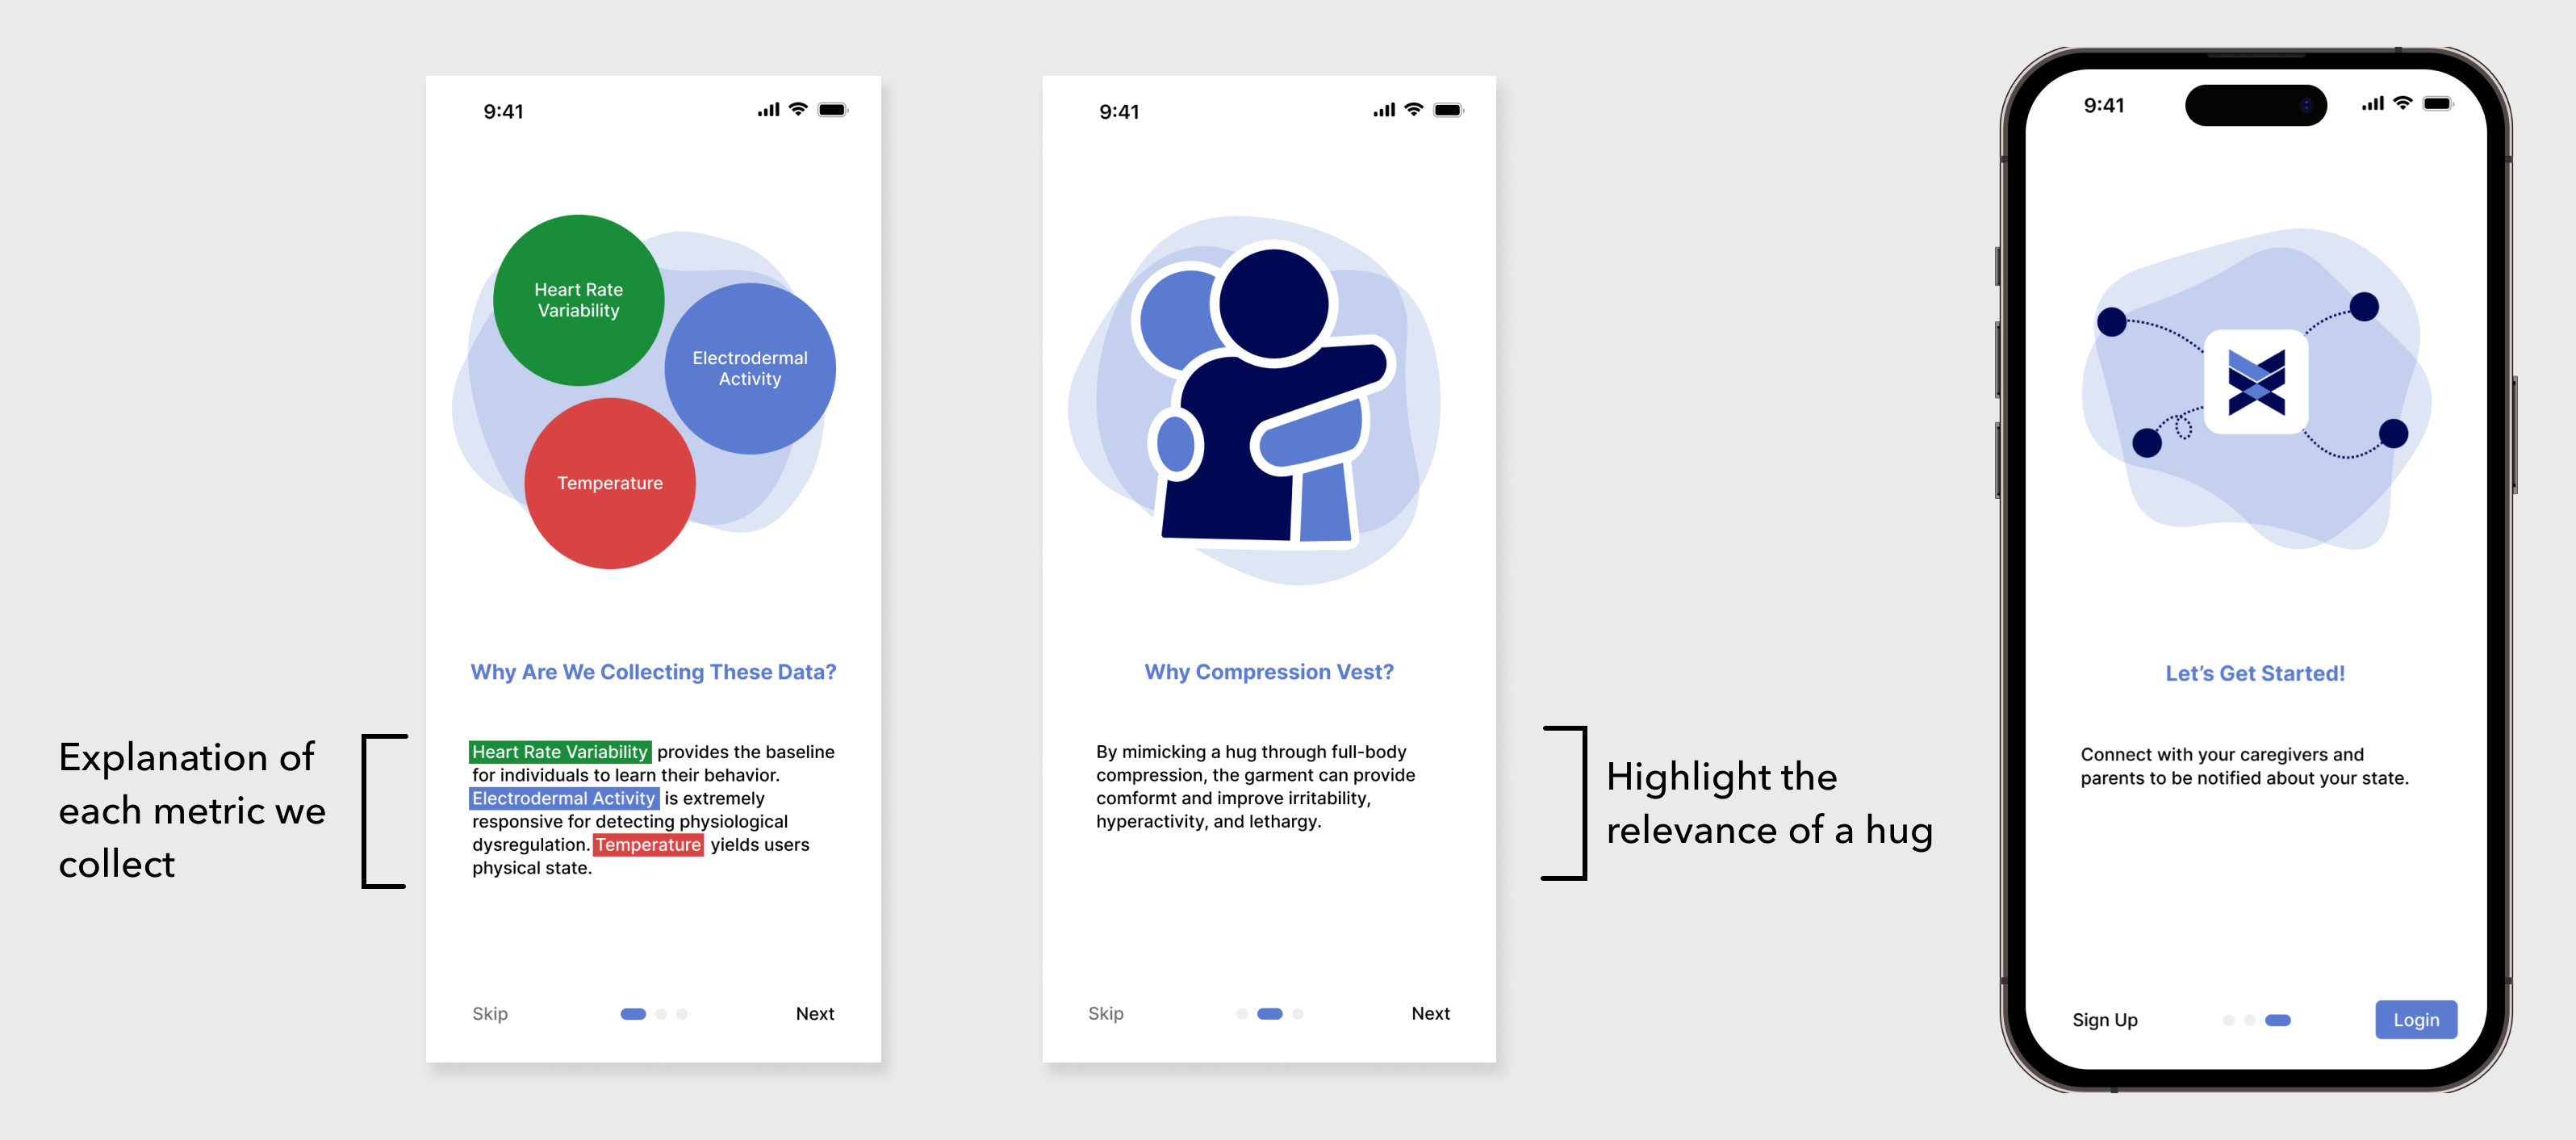 Explanation of
each metric we
collect
9:41
Heart Rate
Variability
Electrodermal
Activity
Temperature
Why Are We Collecting These Data?
Heart Rate Variability provides the baseline
for individuals to learn their behavior.
Electrodermal Activity is extremely
responsive for detecting physiological
dysregulation. Temperature yields users
physical state.
Skip
Next
9:41
Why Compression Vest?
By mimicking a hug through full-body
compression, the garment can provide
comformt and improve irritability,
hyperactivity, and lethargy.
Skip
Next
Highlight the
relevance of a hug
9:41
Let’s Get Started!
Connect with your caregivers and
parents to be notified about your state.
Sign Up
Login